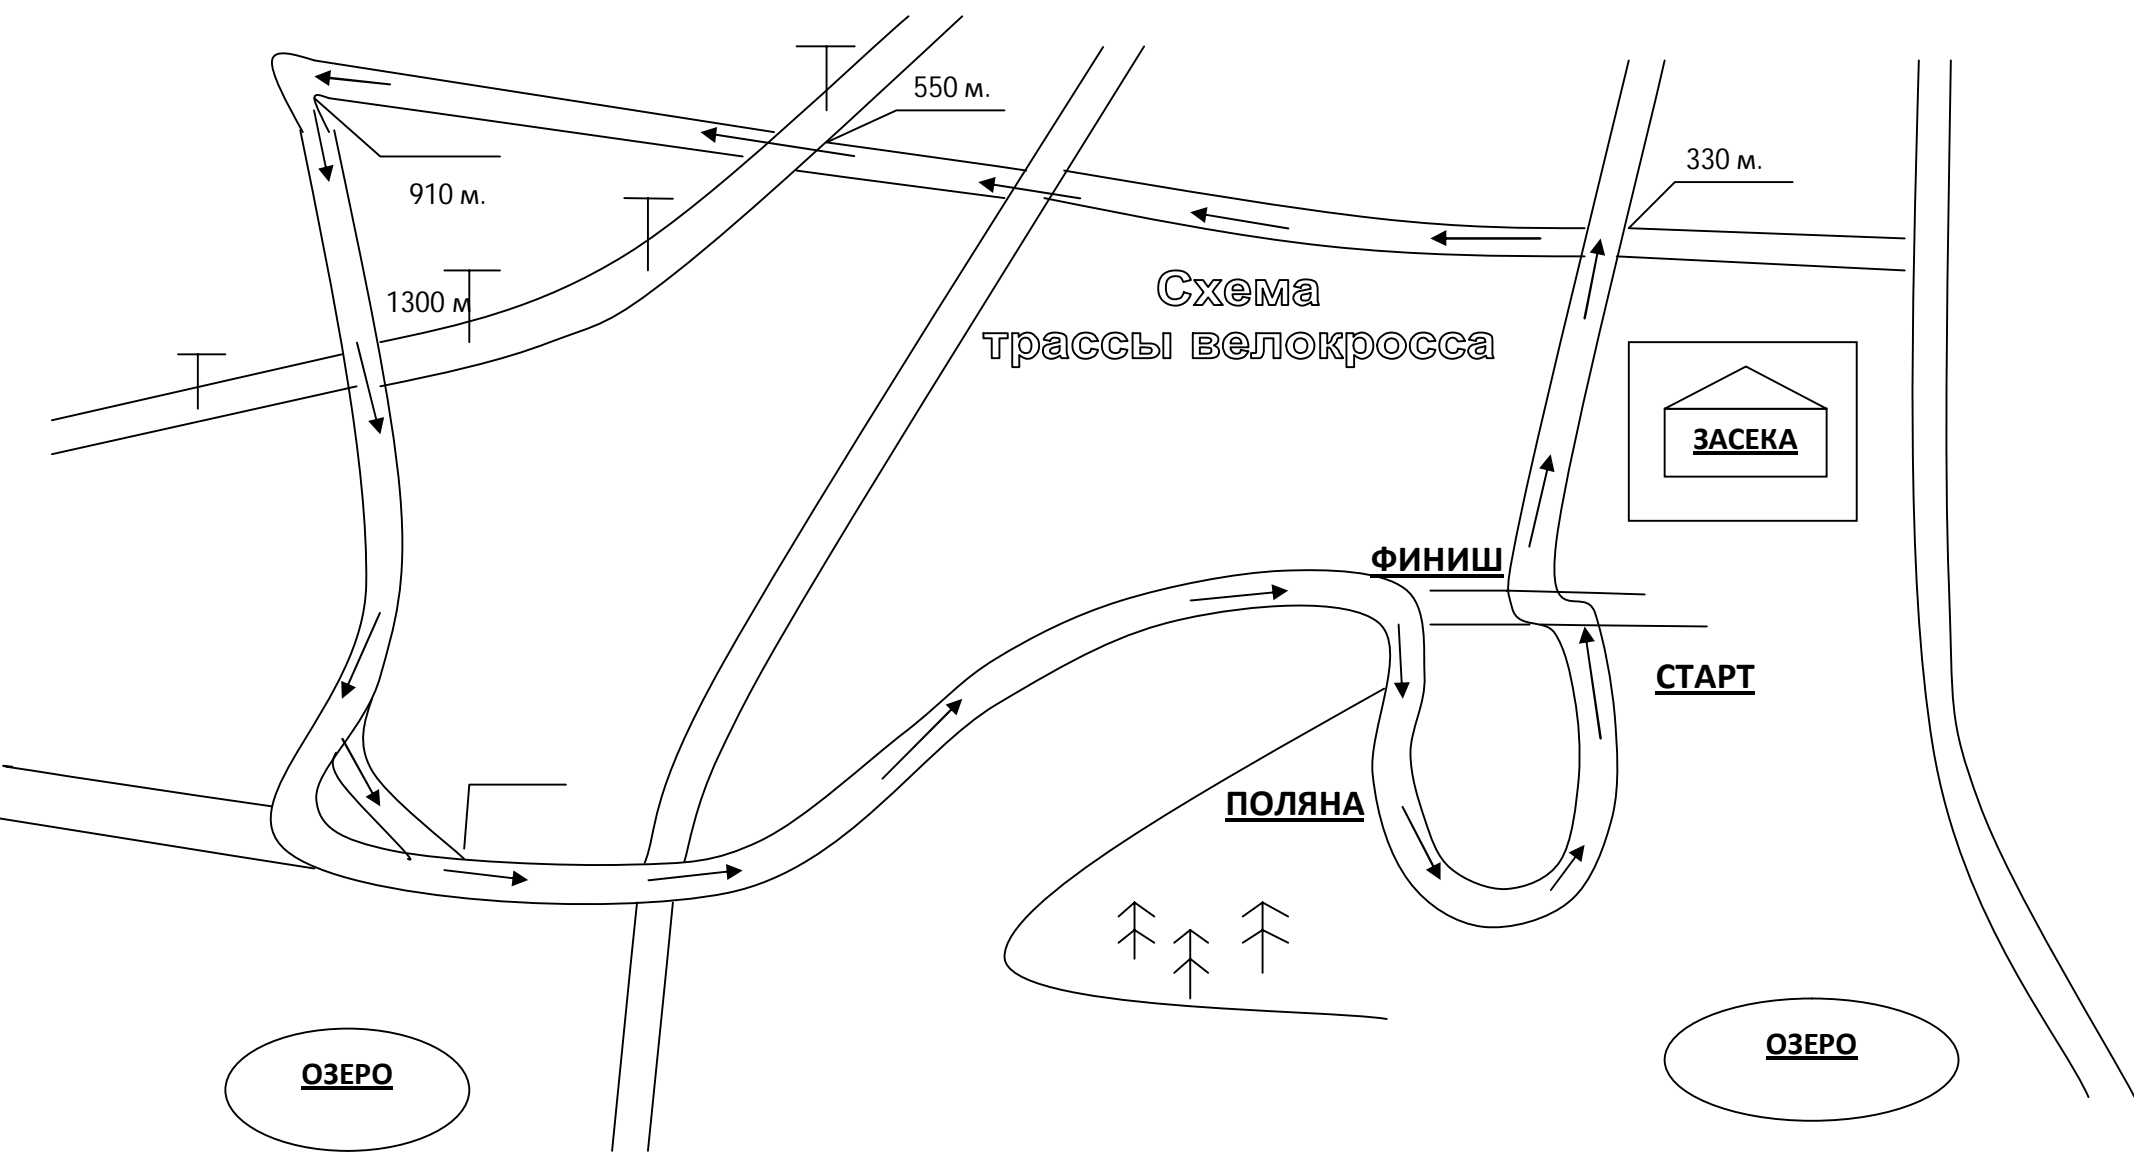 550 м.
330 м.
910 м.
1300 м
Схема
трассы велокросса
ЗАСЕКА
ФИНИШ
СТАРТ
ПОЛЯНА
ОЗЕРО
ОЗЕРО